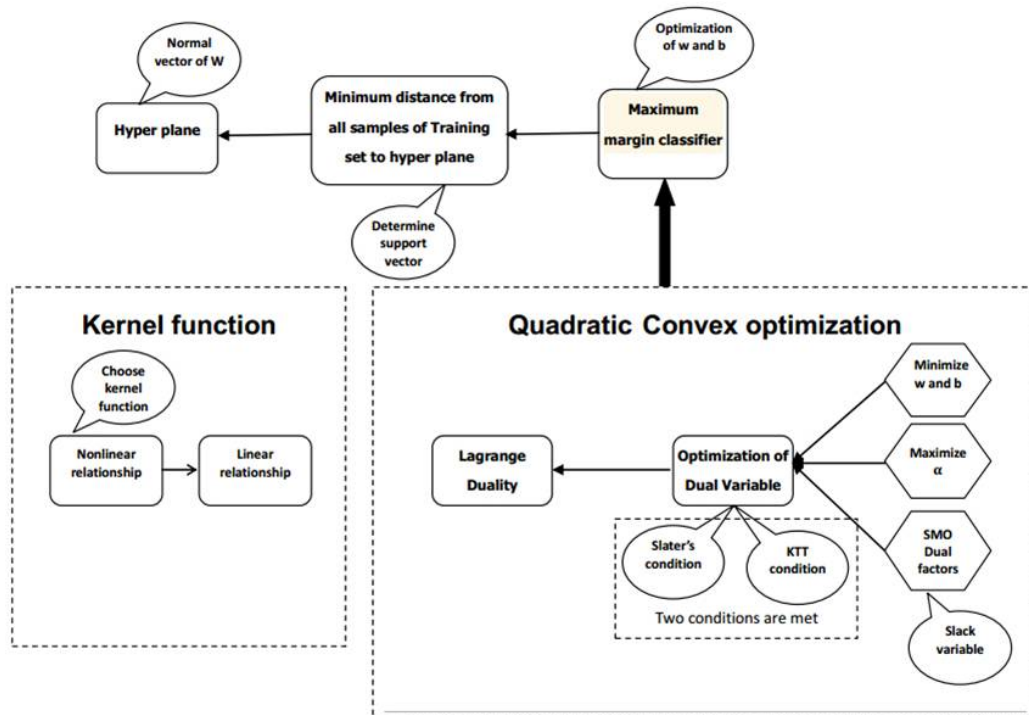 Normal
vector of W
Optimization
of w and b
Hyper plane
Minimum distance from
all samples of Training
set to hyper plane
Maximum
margin classifier
Determine
support
vector
Kernel function
Choose
kernel
function
Nonlinear
relationship
Linear
relationship
Quadratic Convex optimization
Minimize
w and b
Lagrange
Duality
Optimization of
Dual Variable
Maximize
α
SMO
Dual
factors
Slater's
condition
KTT
condition
Two conditions are met
Slack
variable